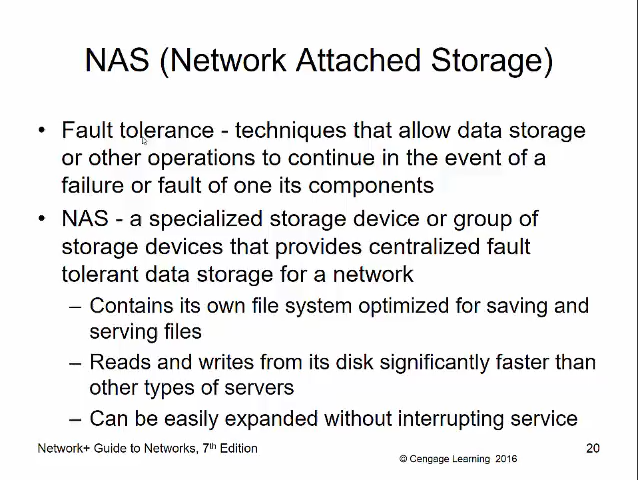 NAS (Network Attached Storage)
• Fault tolerance - techniques that allow data storage
or other operations to continue in the event of a
failure or fault of one its components
• NAS - a specialized storage device or group of
storage devices that provides centralized fault
tolerant data storage for a network
– Contains its own file system optimized for saving and
serving files
– Reads and writes from its disk significantly faster than
other types of servers
– Can be easily expanded without interrupting service
Network+ Guide to Networks, 7th Edition
© Cengage Learning 2016
20